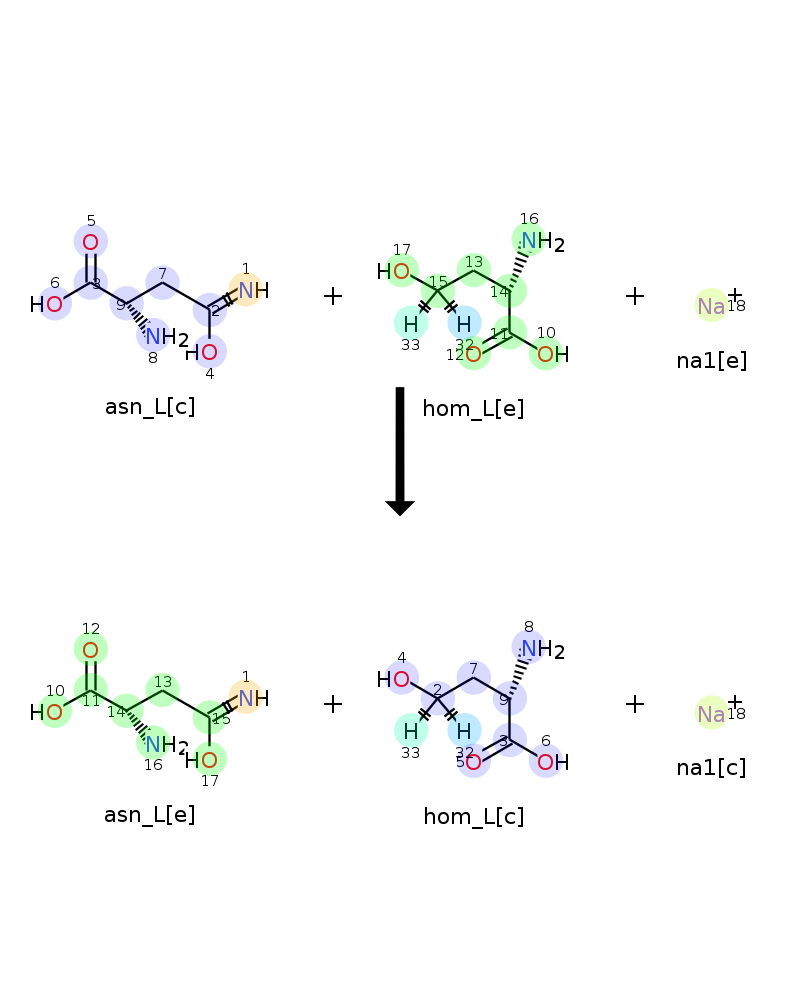 5
O
6
HO
3
9
7
2
1
NH
NH2
8
HO
4
+
17
HO
13
15
14
16
NH2
H
33
H
32
12
O
11
10
OH
+
Na+
18
asn_L[c]
hom_L[e]
na1[e]
12
O
10
HO
11
14
13
15
1
NH
NH2
16
HO
17
+
4
HO
7
2
9
8
NH2
H
33
H
32
5
O
3
6
OH
+
Na+
18
asn_L[e]
hom_L[c]
na1[c]